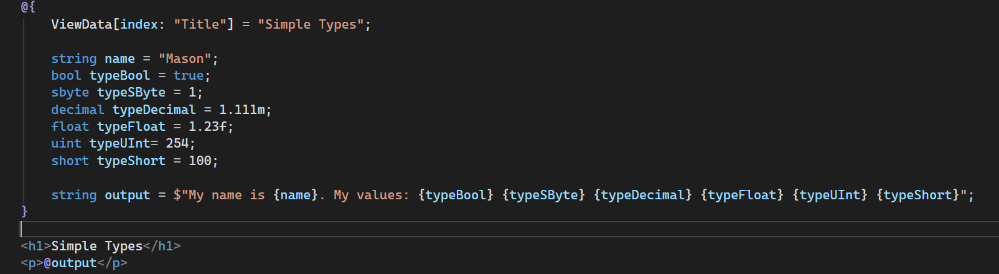 @{
ViewData[index: "Title"] = "Simple Types";
string name = "Mason";
bool typeBool = true;
sbyte typeSByte = 1;
decimal typeDecimal = 1.111m;
float typeFloat = 1.23f;
uint typeUInt= 254;
short typeShort = 100;
string output = $"My name is {name}. My values: {typeBool} {typeSByte} {typeDecimal} {typeFloat} {typeUInt} {typeShort}";
}
<h1>Simple Types</h1>
<p>@output</p>